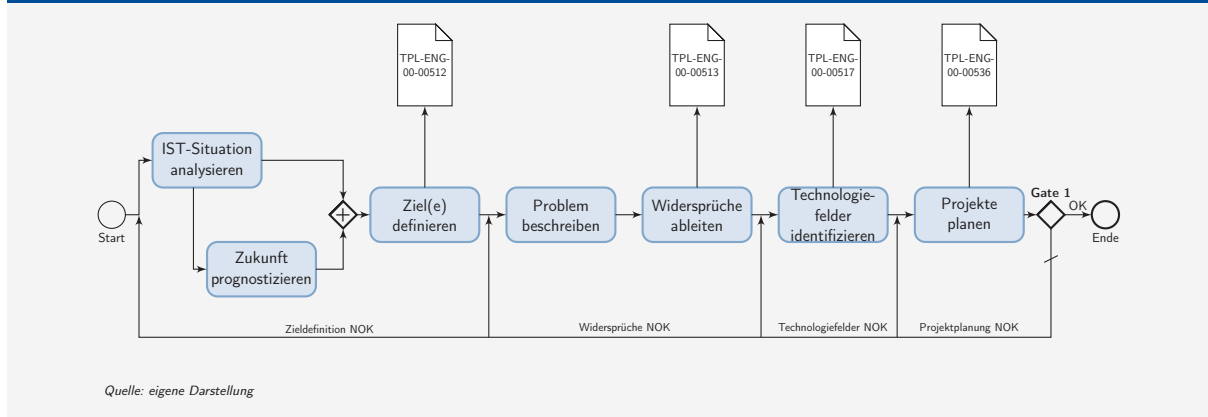 TPL-ENG-
00-00512
TPL-ENG-
00-00513
TPL-ENG-
00-00517
TPL-ENG-
00-00536
IST-Situation
analysieren
Start
Zukunft
prognostizieren
Ziel(e)
definieren
Problem
beschreiben
Widersprüche
ableiten
Technologie-
felder
identifizieren
Projekte
planen
Gate 1
OK
Ende
Zieldefinition NOK
Widersprüche NOK
Technologiefelder NOK
Projektplanung NOK
Quelle: eigene Darstellung